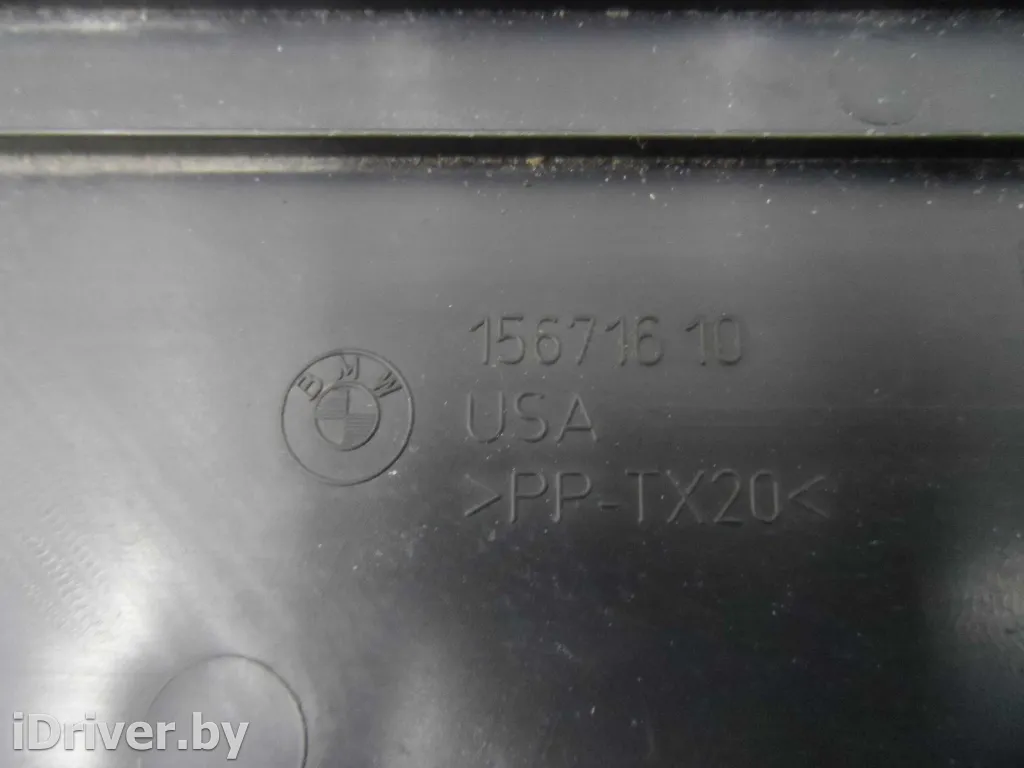 156716 10
BMW
USA
>PP-TX20<
iDriver.by